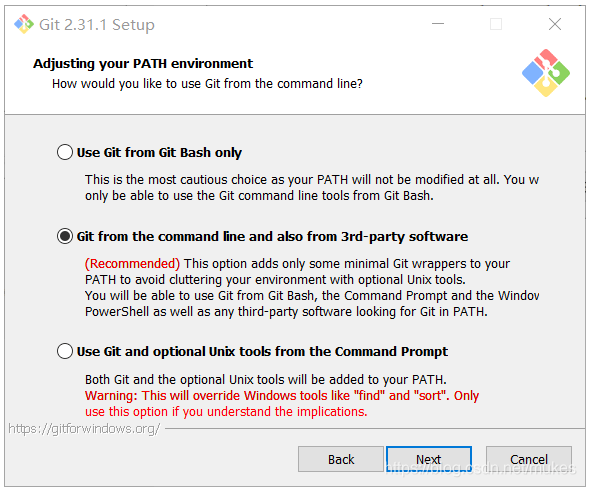 Git 2.31.1 Setup
Adjusting your PATH environment
How would you like to use Git from the command line?
Use Git from Git Bash only
This is the most cautious choice as your PATH will not be modified at all. You w
only be able to use the Git command line tools from Git Bash.
Git from the command line and also from 3rd-party software
(Recommended) This option adds only some minimal Git wrappers to your
PATH to avoid cluttering your environment with optional Unix tools.
You will be able to use Git from Git Bash, the Command Prompt and the Window
PowerShell as well as any third-party software looking for Git in PATH.
Use Git and optional Unix tools from the Command Prompt
Both Git and the optional Unix tools will be added to your PATH.
Warning: This will override Windows tools like "find" and "sort". Only
use this option if you understand the implications.
https://gitforwindows.org/
Back
Next
Cancel
https://blog.csdn.net/mukes